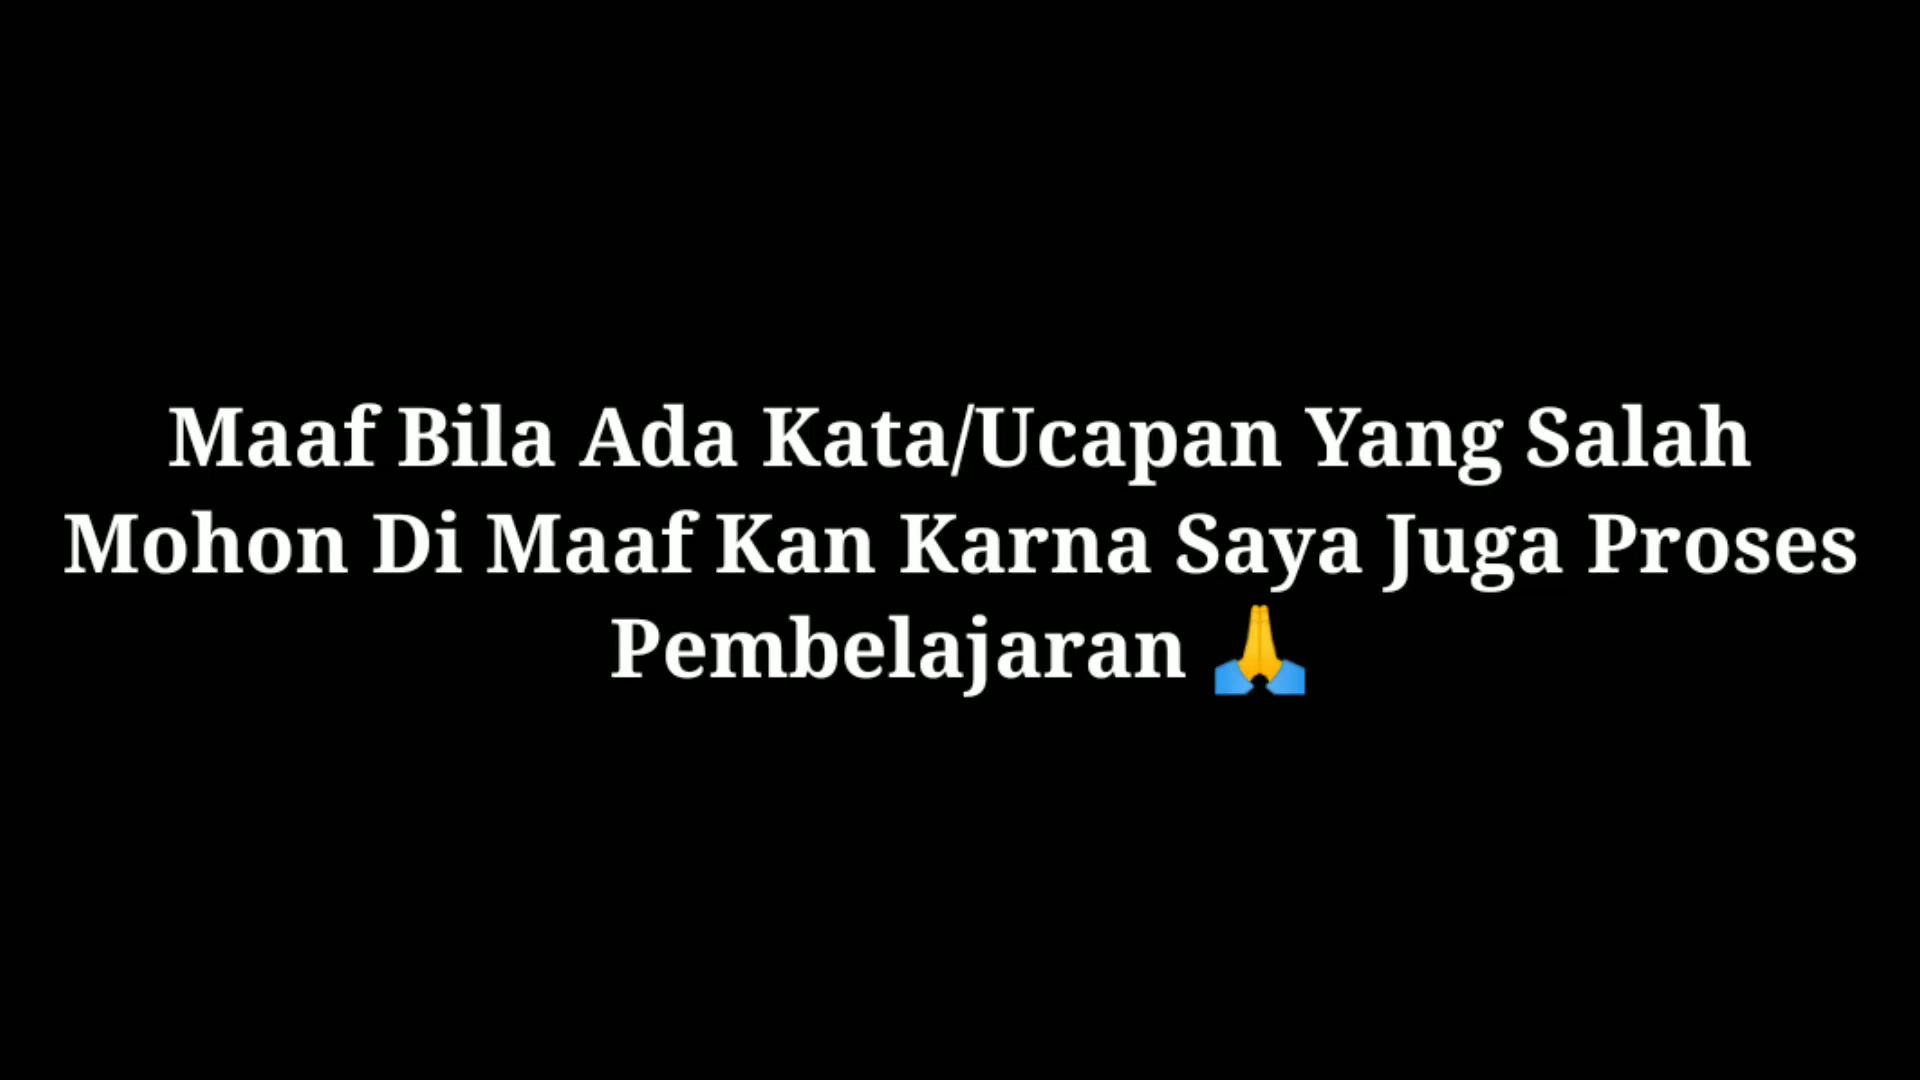 Maaf Bila Ada Kata/Ucapan Yang Salah
Mohon Di Maaf Kan Karna Saya Juga Proses
Pembelajaran 🙏